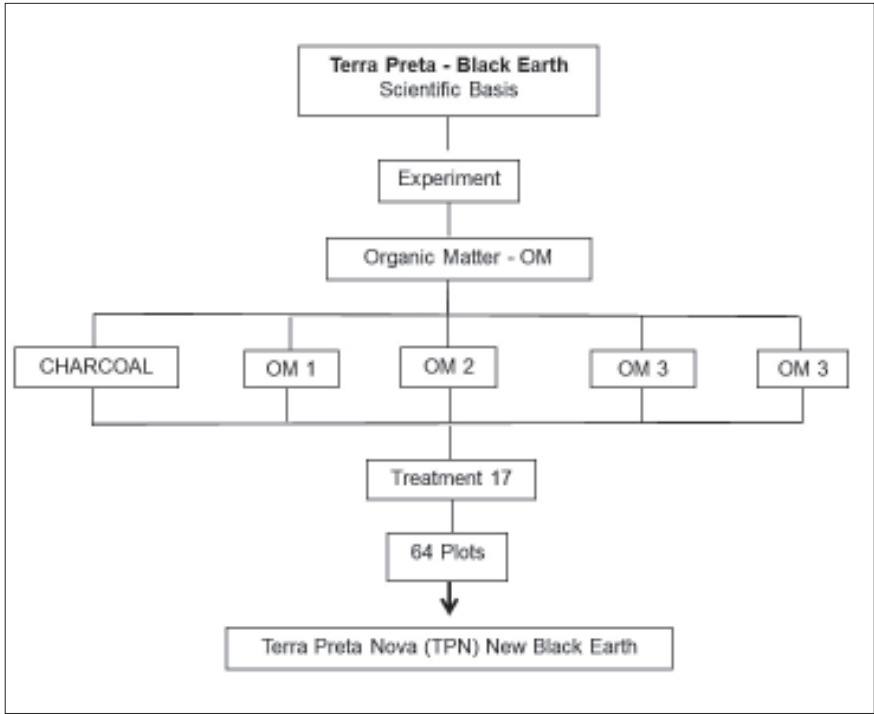 Terra Preta - Black Earth
Scientific Basis
Experiment
Organic Matter - OM
CHARCOAL
OM 1
OM 2
OM 3
OM 3
Treatment 17
64 Plots
Terra Preta Nova (TPN) New Black Earth